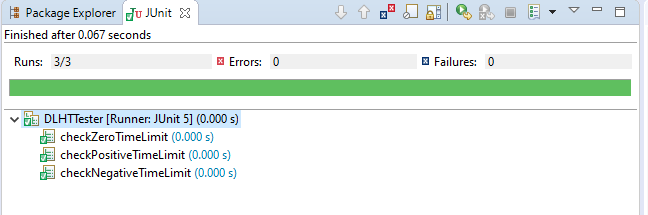 Package Explorer JUnit
Finished after 0.067 seconds
Runs: 3/3 Errors: 0 Failures: 0
DLHTTester [Runner: JUnit 5] (0.000 s)
checkZeroTimeLimit (0.000 s)
checkPositiveTimeLimit (0.000 s)
checkNegativeTimeLimit (0.000 s)